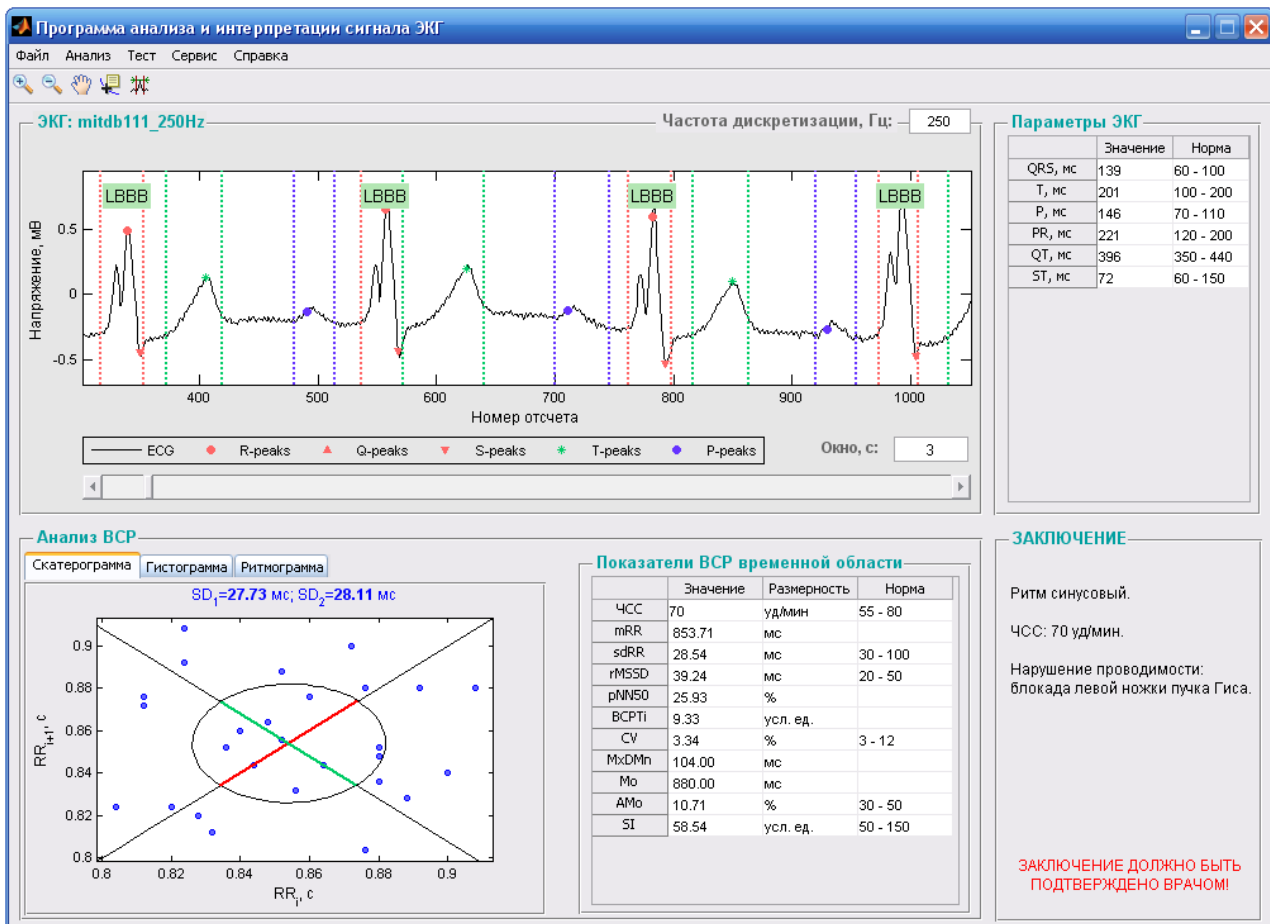 Программа анализа и интерпретации сигнала ЭКГ
Файл Анализ Тест Сервис Справка
ЭКГ: mitdb111_250Hz
Частота дискретизации, Гц: 250
LBBB LBBB LBBB LBBB
Напряжение, мВ
0.5
0
-0.5
400 500 600 700 800 900 1000
Номер отсчета
ECG R-peaks Q-peaks S-peaks T-peaks P-peaks
Окно, с: 3
Параметры ЭКГ
Значение Норма
QRS, мс 139 60 - 100
T, мс 201 100 - 200
P, мс 146 70 - 110
PR, мс 221 120 - 200
QT, мс 396 350 - 440
ST, мс 72 60 - 150
Анализ ВСР
Скатерограмма Гистограмма Ритмограмма
SD1=27.73 мс; SD2=28.11 мс
RRi+1, с
0.9
0.88
0.86
0.84
0.82
0.8
0.8 0.82 0.84 0.86 0.88 0.9
RRi, с
Показатели ВСР временной области
Значение Размерность Норма
ЧСС 70 уд/мин 55 - 80
mRR 853.71 мс
sdRR 28.54 мс 30 - 100
rMSSD 39.24 мс 20 - 50
pNN50 25.93 %
ВСРТi 9.33 усл. ед.
CV 3.34 % 3 - 12
MxDMn 104.00 мс
Mo 880.00 мс
AMo 10.71 % 30 - 50
SI 58.54 усл. ед. 50 - 150
ЗАКЛЮЧЕНИЕ
Ритм синусовый.
ЧСС: 70 уд/мин.
Нарушение проводимости:
блокада левой ножки пучка Гиса.
ЗАКЛЮЧЕНИЕ ДОЛЖНО БЫТЬ
ПОДТВЕРЖДЕНО ВРАЧОМ!